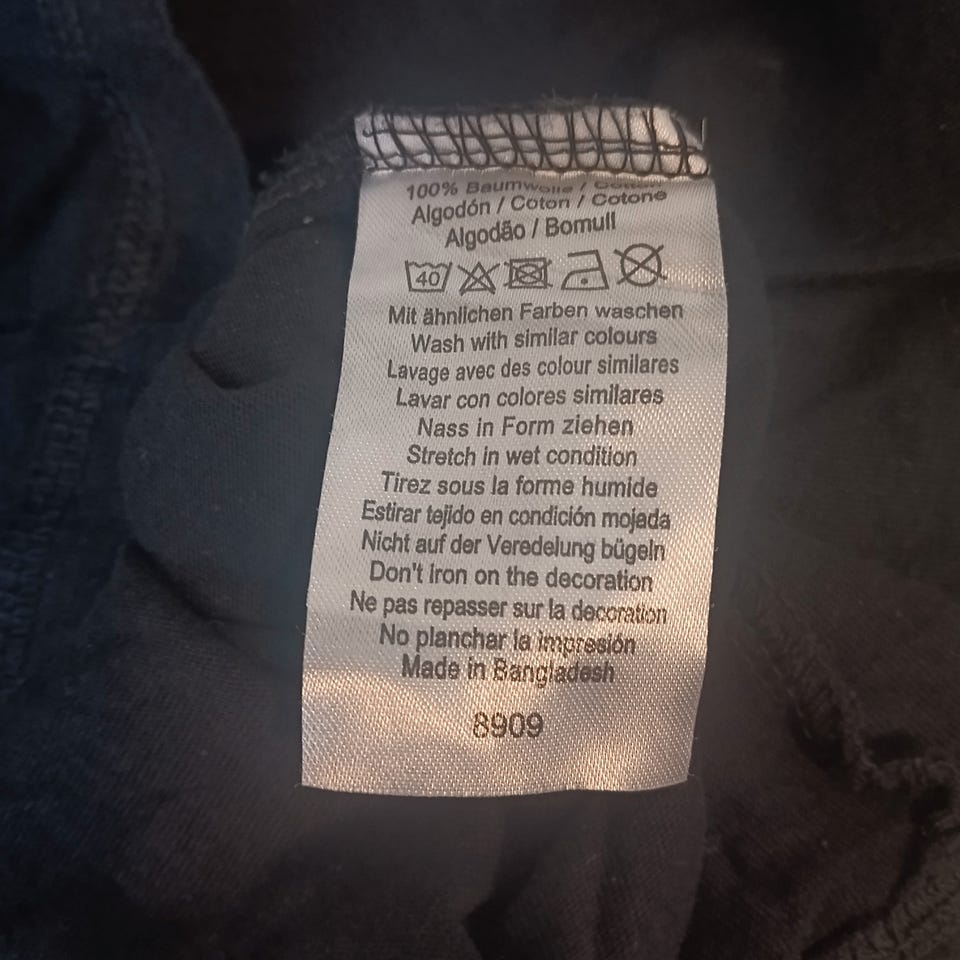 100% Baumwolle / Cotton
Algodón / Coton / Cotone
Algodão / Bomull
40
Mit ähnlichen Farben waschen
Wash with similar colours
Lavage avec des colour similares
Lavar con colores similares
Nass in Form ziehen
Stretch in wet condition
Tirez sous la forme humide
Estirar tejido en condición mojada
Nicht auf der Veredelung bügeln
Don't iron on the decoration
Ne pas repasser sur la decoration
No planchar la impresión
Made in Bangladesh
8909